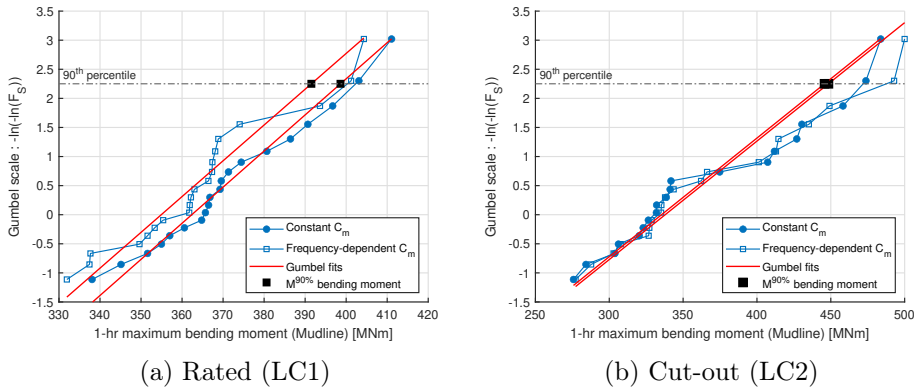 3.5
3
2.5
2
1.5
1
0.5
0
-0.5
-1
-1.5
Gumbel scale : -ln(-ln(F_S))
90th percentile
Constant C_m
Frequency-dependent C_m
Gumbel fits
M^90% bending moment
330 340 350 360 370 380 390 400 410 420
1-hr maximum bending moment (Mudline) [MNm]
(a) Rated (LC1)
3.5
3
2.5
2
1.5
1
0.5
0
-0.5
-1
-1.5
Gumbel scale : -ln(-ln(F_S))
90th percentile
Constant C_m
Frequency-dependent C_m
Gumbel fits
M^90% bending moment
250 300 350 400 450 500
1-hr maximum bending moment (Mudline) [MNm]
(b) Cut-out (LC2)